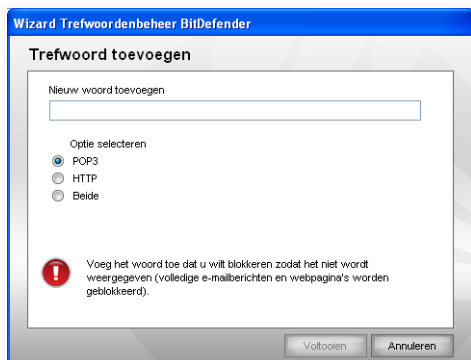 Wizard Trefwoordenbeheer BitDefender
Trefwoord toevoegen
Nieuw woord toevoegen
Optie selecteren
POP3
HTTP
Beide
Voeg het woord toe dat u wilt blokkeren zodat het niet wordt
weergegeven (volledige e-mailberichten en webpagina's worden
geblokkeerd).
Voltooien Annuleren